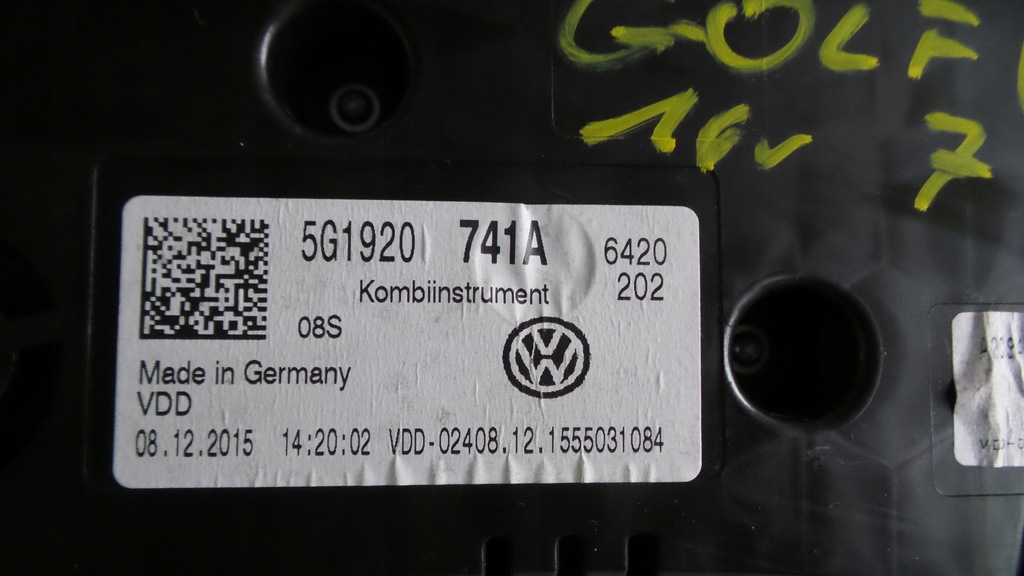 GOLF
16r 7
5G1920 741A 6420
Kombiinstrument 202
08S
Made in Germany
VDD
08.12.2015 14:20:02 VDD-02408.12.1555031084